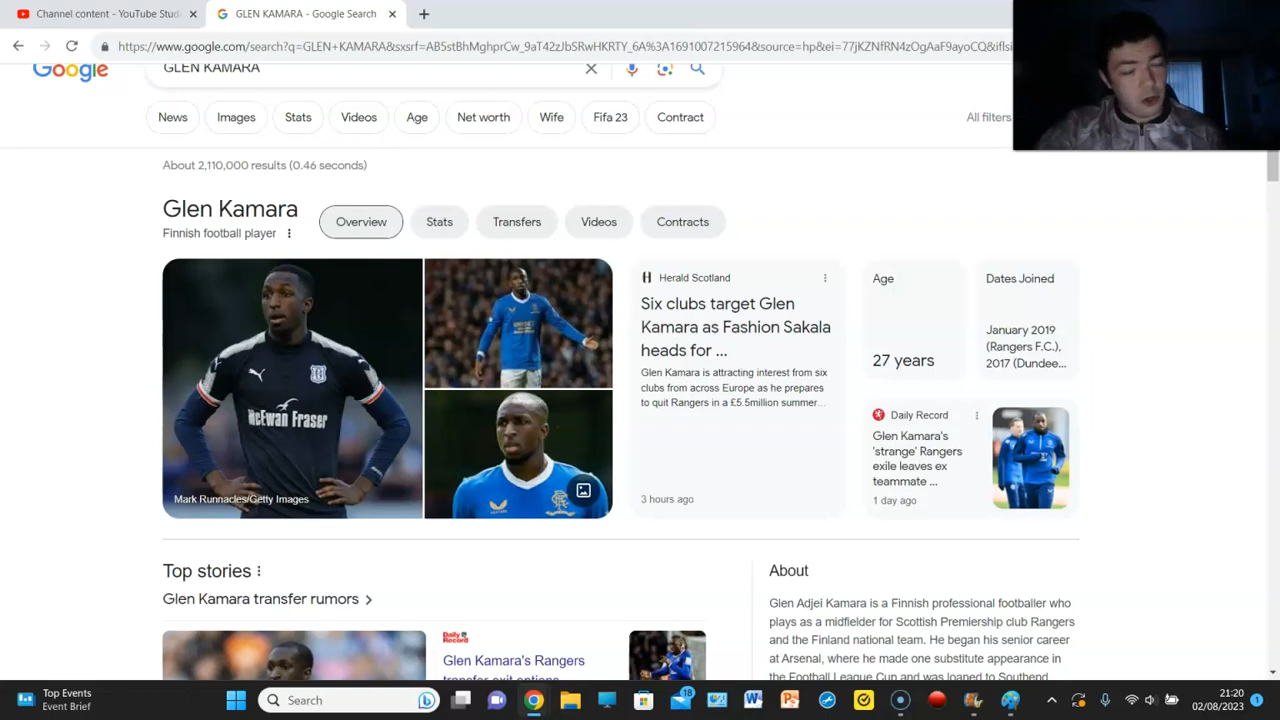 Channel content - YouTube Stud
GLEN KAMARA - Google Search
https://www.google.com/search?q=GLEN+KAMARA&sxsrf=AB5stBhMghprCw_9aT42zJbSRwHKRTY_6A%3A1691007215964&source=hp&ei=77jKZNfRN4zOgAaF9ayoCQ&iflsi
Google
GLEN KAMARA
News
Images
Stats
Videos
Age
Net worth
Wife
Fifa 23
Contract
All filters
About 2,110,000 results (0.46 seconds)
Glen Kamara
Finnish football player
Overview
Stats
Transfers
Videos
Contracts
McEwan Fraser
Mark Runnacles/Getty Images
Herald Scotland
Six clubs target Glen
Kamara as Fashion Sakala
heads for ...
Glen Kamara is attracting interest from six
clubs from across Europe as he prepares
to quit Rangers in a £5.5million summer...
3 hours ago
Age
27 years
Dates Joined
January 2019
(Rangers F.C.),
2017 (Dundee...
Daily Record
Glen Kamara's
'strange' Rangers
exile leaves ex
teammate ...
1 day ago
Top stories
Glen Kamara transfer rumors
Daily
Record
Glen Kamara's Rangers
transfer exit options
About
Glen Adjei Kamara is a Finnish professional footballer who
plays as a midfielder for Scottish Premiership club Rangers
and the Finland national team. He began his senior career
at Arsenal, where he made one substitute appearance in
the Football League Cup and was loaned to Southend
Top Events
Event Brief
Search
18
21:20
02/08/2023
1